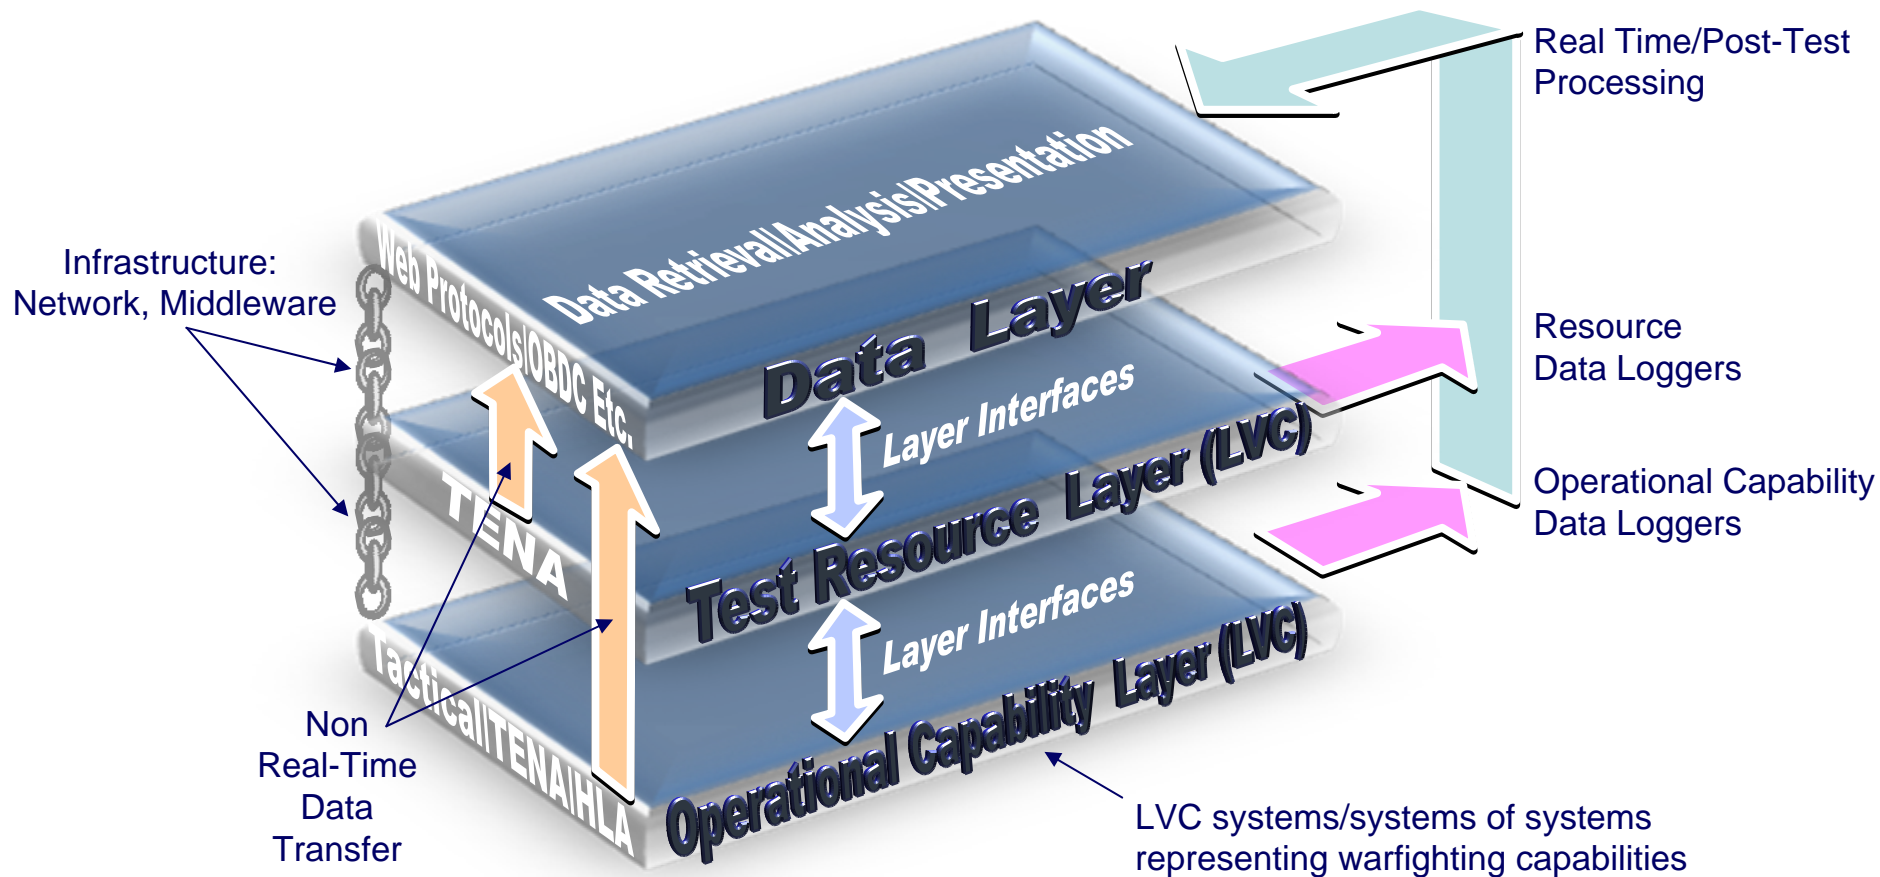 Real Time/Post-Test
Processing
Data Retrieval|Analysis|Presentation
Web Protocols|OBDC Etc.
Data Layer
Infrastructure:
Network, Middleware
Resource
Data Loggers
Layer Interfaces
TENA
Test Resource Layer (LVC)
Operational Capability
Data Loggers
Layer Interfaces
Tactical|TENA|HLA
Operational Capability Layer (LVC)
Non
Real-Time
Data
Transfer
LVC systems/systems of systems
representing warfighting capabilities